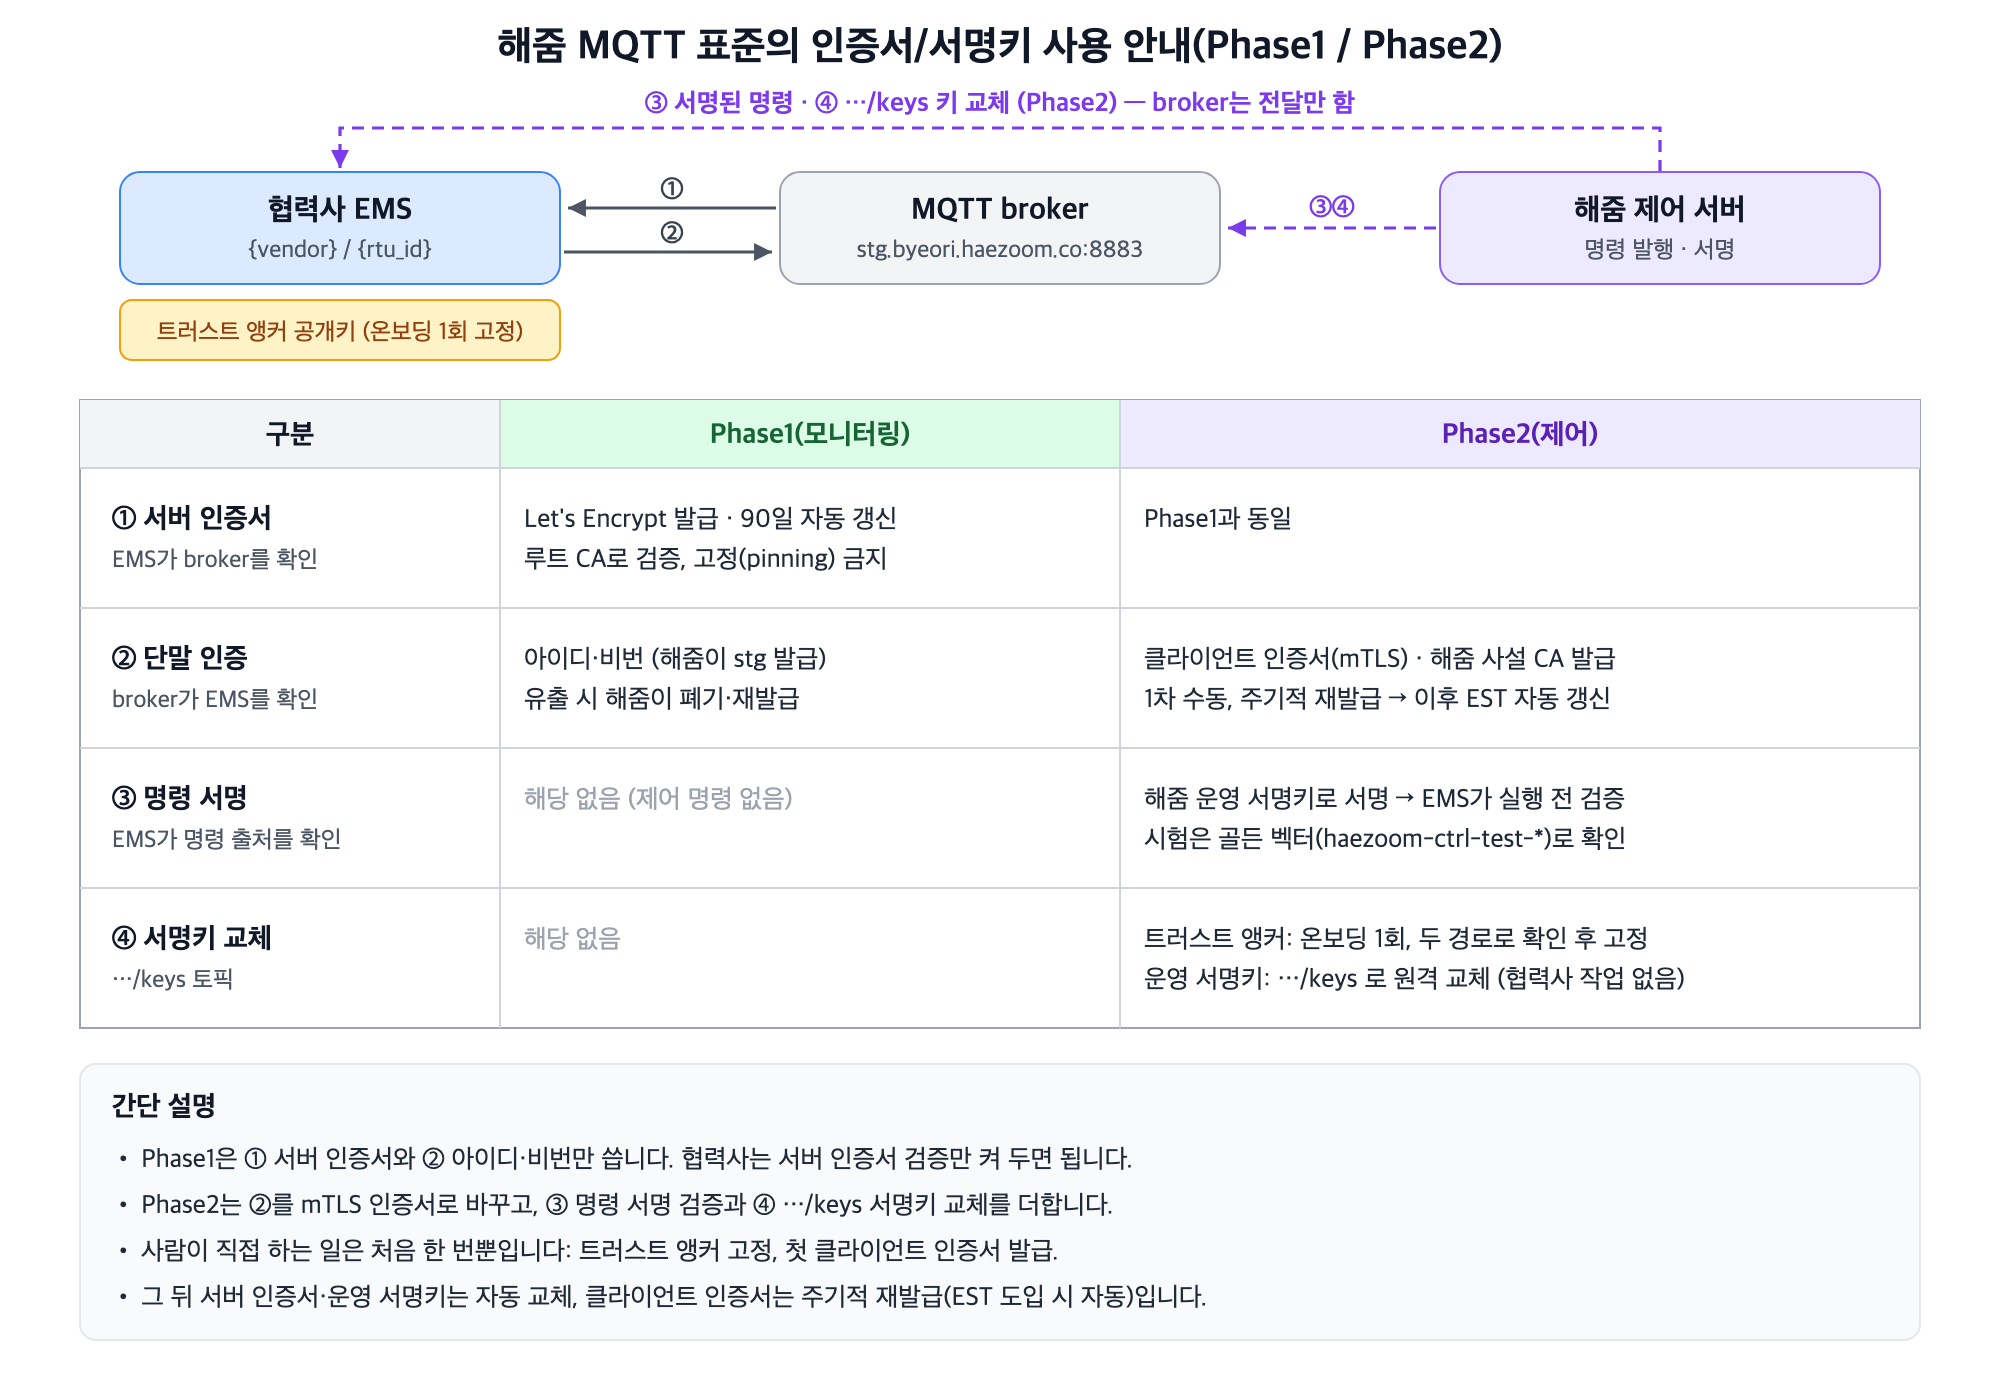 해줌 MQTT 표준의 인증서/서명키 사용 안내(Phase1 / Phase2)
③ 서명된 명령 · ④ …/keys 키 교체 (Phase2) — broker는 전달만 함
협력사 EMS
{vendor} / {rtu_id}
①
②
MQTT broker
stg.byeori.haezoom.co:8883
③④
해줌 제어 서버
명령 발행 · 서명
트러스트 앵커 공개키 (온보딩 1회 고정)
구분
Phase1(모니터링)
Phase2(제어)
① 서버 인증서
EMS가 broker를 확인
Let's Encrypt 발급 · 90일 자동 갱신
루트 CA로 검증, 고정(pinning) 금지
Phase1과 동일
② 단말 인증
broker가 EMS를 확인
아이디·비번 (해줌이 stg 발급)
유출 시 해줌이 폐기·재발급
클라이언트 인증서(mTLS) · 해줌 사설 CA 발급
1차 수동, 주기적 재발급 → 이후 EST 자동 갱신
③ 명령 서명
EMS가 명령 출처를 확인
해당 없음 (제어 명령 없음)
해줌 운영 서명키로 서명 → EMS가 실행 전 검증
시험은 골든 벡터(haezoom-ctrl-test-*)로 확인
④ 서명키 교체
…/keys 토픽
해당 없음
트러스트 앵커: 온보딩 1회, 두 경로로 확인 후 고정
운영 서명키: …/keys 로 원격 교체 (협력사 작업 없음)
간단 설명
• Phase1은 ① 서버 인증서와 ② 아이디·비번만 씁니다. 협력사는 서버 인증서 검증만 켜 두면 됩니다.
• Phase2는 ②를 mTLS 인증서로 바꾸고, ③ 명령 서명 검증과 ④ …/keys 서명키 교체를 더합니다.
• 사람이 직접 하는 일은 처음 한 번뿐입니다: 트러스트 앵커 고정, 첫 클라이언트 인증서 발급.
• 그 뒤 서버 인증서·운영 서명키는 자동 교체, 클라이언트 인증서는 주기적 재발급(EST 도입 시 자동)입니다.